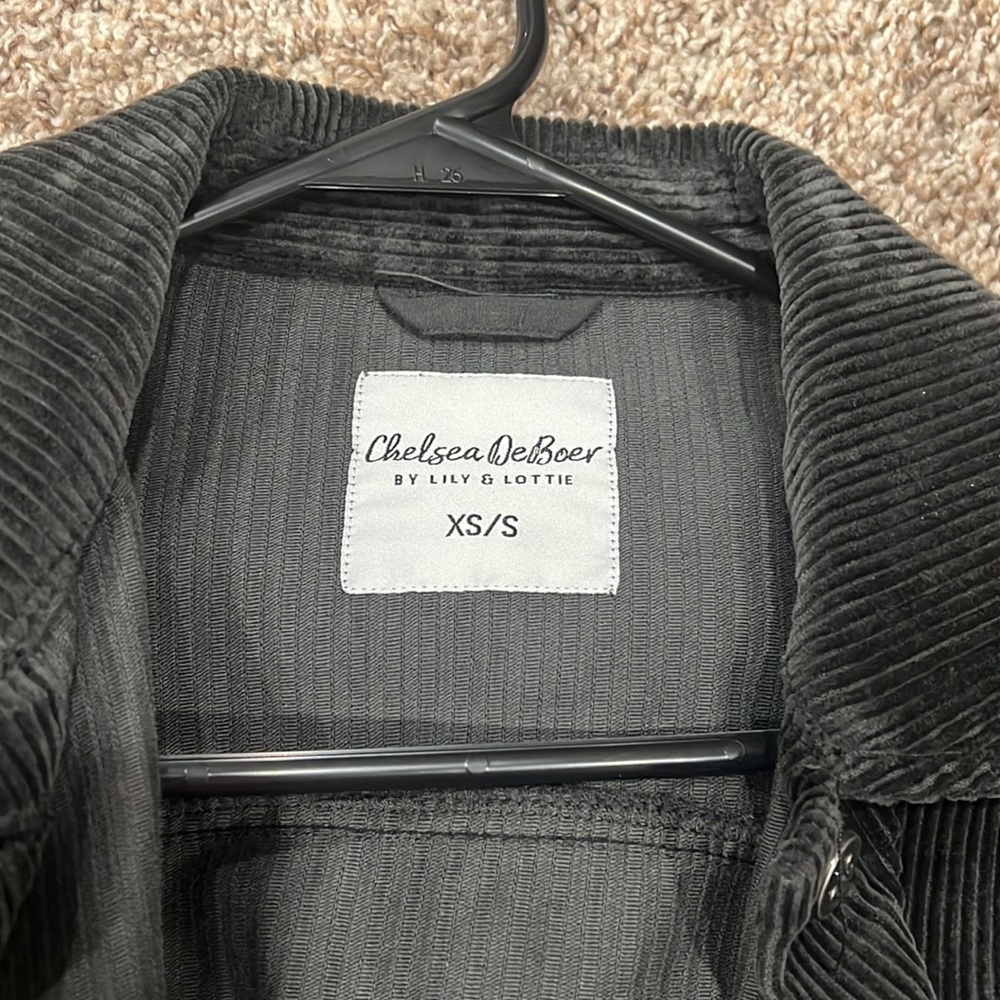 H 26
Chelsea DeBoer
BY LILY & LOTTIE
XS/S